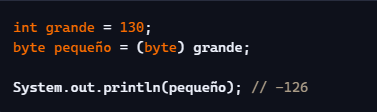 int grande = 130;
byte pequeño = (byte) grande;
System.out.println(pequeño); // -126